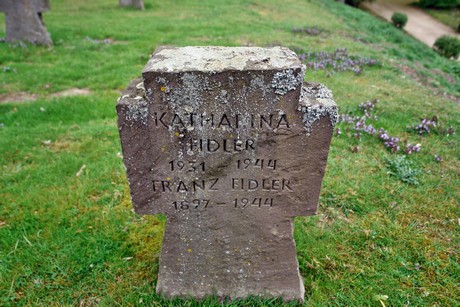 KATHARINA
FIDLER
1931 - 1944
FRANZ FIDLER
1897 - 1944